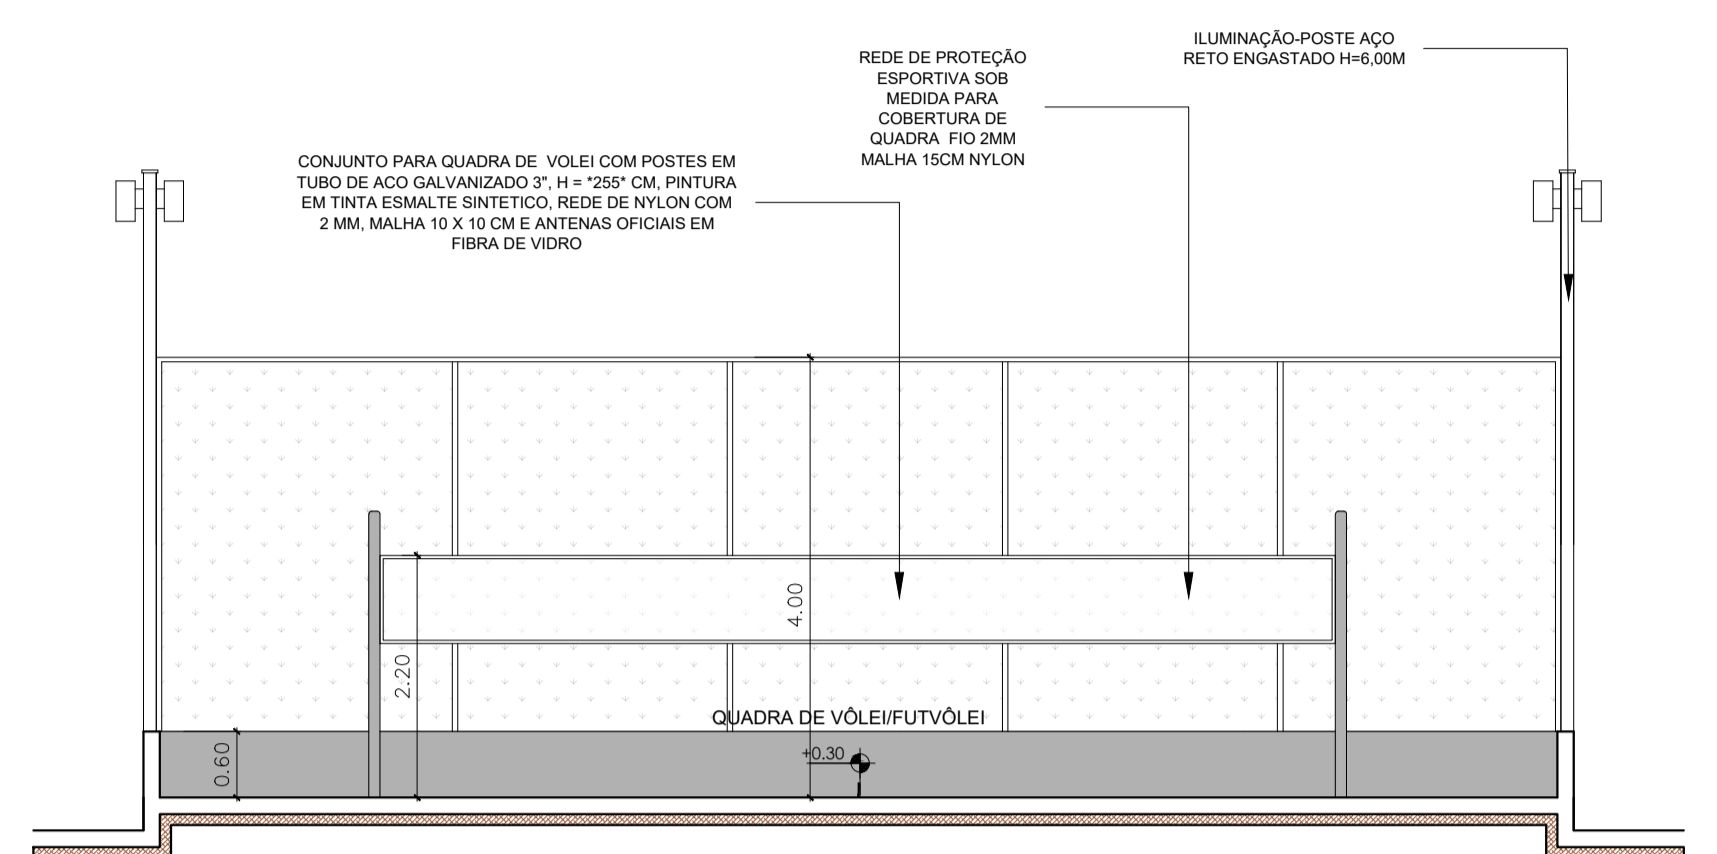 ILUMINAÇÃO-POSTE AÇO
RETO ENGASTADO H=6,00M
REDE DE PROTEÇÃO
ESPORTIVA SOB
MEDIDA PARA
COBERTURA DE
QUADRA  FIO 2MM
MALHA 15CM NYLON
CONJUNTO PARA QUADRA DE  VOLEI COM POSTES EM
TUBO DE ACO GALVANIZADO 3", H = *255* CM, PINTURA
EM TINTA ESMALTE SINTETICO, REDE DE NYLON COM
2 MM, MALHA 10 X 10 CM E ANTENAS OFICIAIS EM
FIBRA DE VIDRO
4.00
2.20
QUADRA DE VÔLEI/FUTVÔLEI
0.60
+0.30